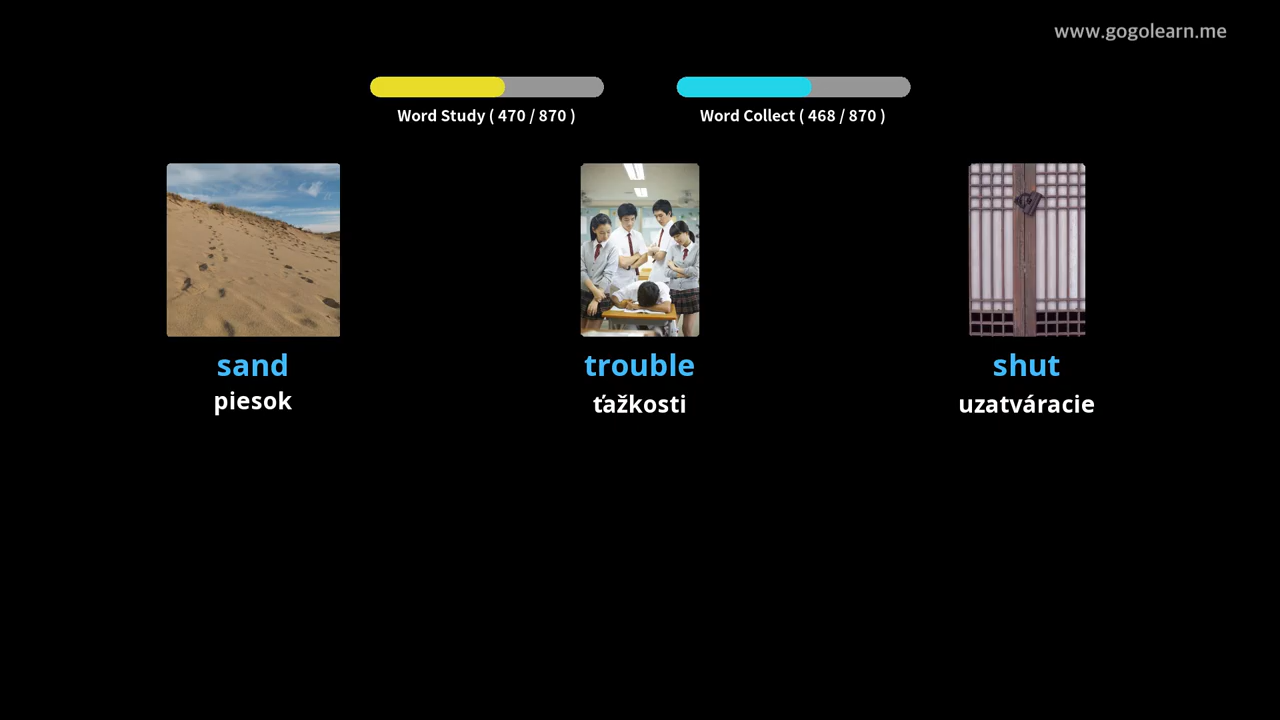 www.gogolearn.me
Word Study ( 470 / 870 )
Word Collect ( 468 / 870 )
sand
piesok
trouble
ťažkosti
shut
uzatváracie